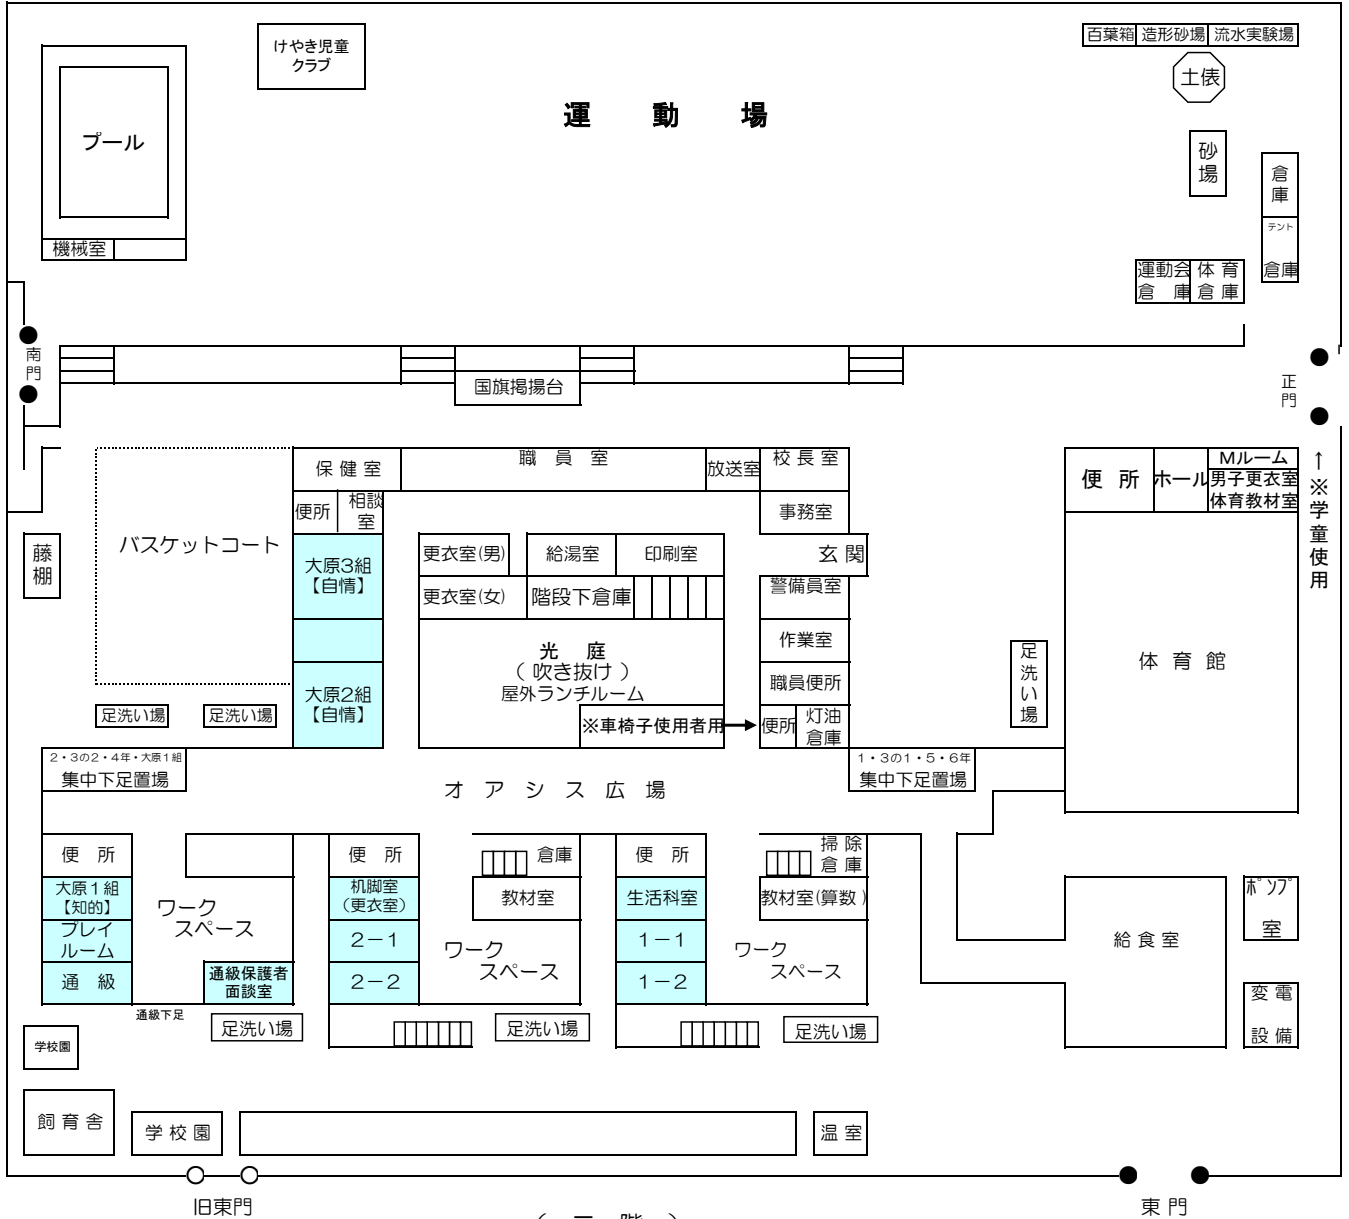 けやき児童
クラブ
百葉箱 造形砂場 流水実験場
土俵
運 動 場
プール
砂
場
倉
庫
テント
倉庫
機械室
運動会
倉 庫
体 育
倉 庫
南
門
正
門
国旗掲揚台
保 健 室
職 員 室
放送室
校 長 室
便 所
ホール
Mルーム
男子更衣室
体育教材室
↑
※
学
童
使
用
便所
相談
室
事務室
藤
棚
バスケットコート
大原3組
【自情】
更衣室(男)
給湯室
印刷室
玄 関
更衣室(女)
階段下倉庫
警備員室
光 庭
( 吹き抜け )
屋外ランチルーム
作業室
体 育 館
足
洗
い
場
大原2組
【自情】
職員便所
足洗い場
足洗い場
※車椅子使用者用
便所
灯油
倉庫
2・3の2・4年・大原1組
集中下足置場
オ ア シ ス 広 場
1・3の1・5・6年
集中下足置場
便 所
便 所
倉庫
便 所
掃 除
倉 庫
大原1組
【知的】
ワーク
スペース
机脚室
(更衣室)
教材室
生活科室
教材室(算数)
ポンプ
室
プレイ
ルーム
2-1
ワーク
スペース
1-1
ワーク
スペース
給 食 室
通 級
通級保護者
面談室
2-2
1-2
変 電
設 備
通級下足
足洗い場
足洗い場
足洗い場
学校園
飼 育 舎
学 校 園
温 室
旧東門
東 門